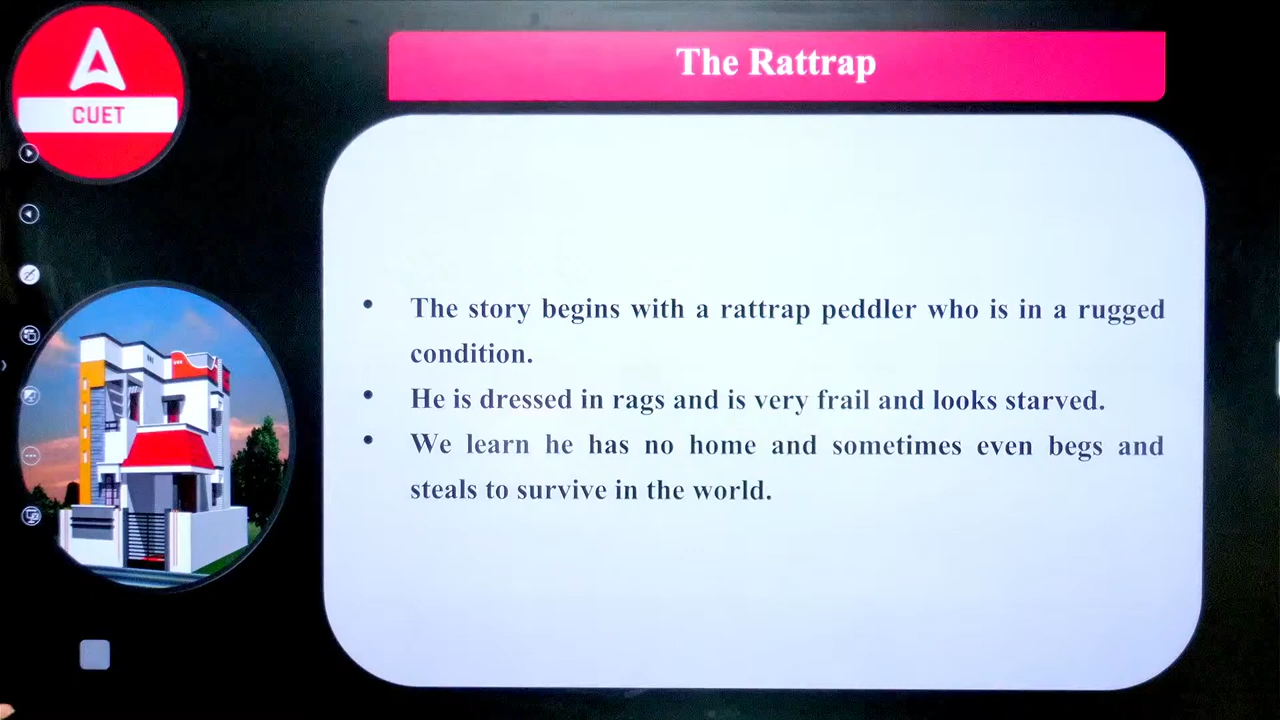 CUET
The Rattrap
• The story begins with a rattrap peddler who is in a rugged
condition.
• He is dressed in rags and is very frail and looks starved.
• We learn he has no home and sometimes even begs and
steals to survive in the world.